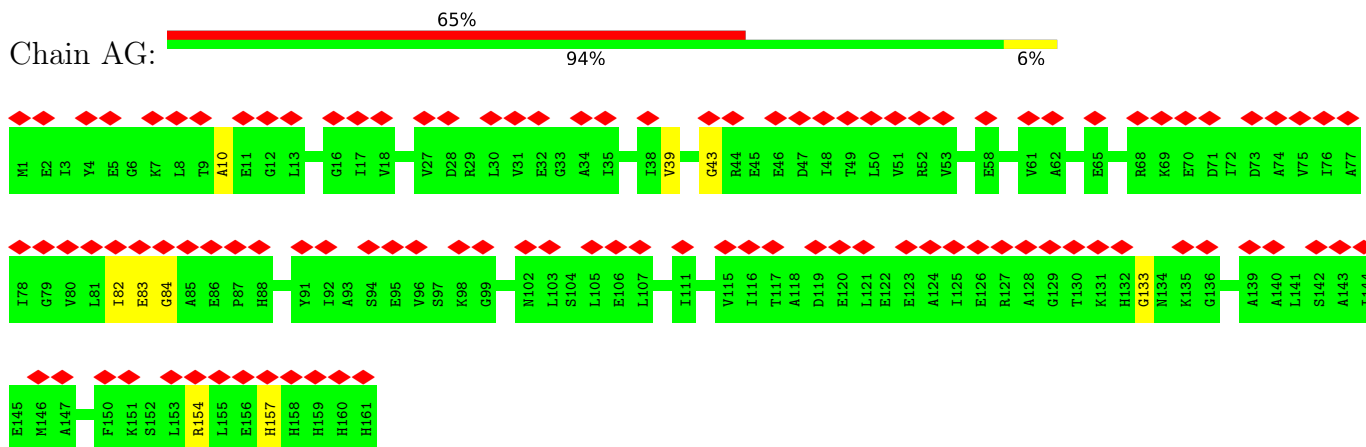 65%
Chain AG:
94% 6%
M1 E2 I3 Y4 E5 G6 K7 L8 T9 A10 E11 G12 L13 G16 I17 V18 V27 D28 R29 L30 V31 E32 G33 A34 I35 I38 V39 G43 R44 E45 E46 D47 I48 T49 L50 V51 R52 V53 E58 V61 A62 E65 R68 K69 E70 D71 I72 D73 A74 V75 I76 A77
I78 G79 V80 L81 I82 E83 G84 A85 E86 P87 H88 Y91 I92 A93 S94 E95 V96 S97 K98 G99 N102 L103 S104 L105 E106 L107 I111 V115 I116 T117 A118 D119 E120 L121 E122 E123 A124 I125 E126 R127 A128 G129 T130 K131 H132 G133 N134 K135 G136 A139 A140 L141 S142 A143
E145 M146 A147 F150 K151 S152 L153 R154 L155 E156 H157 H158 H159 H160 H161